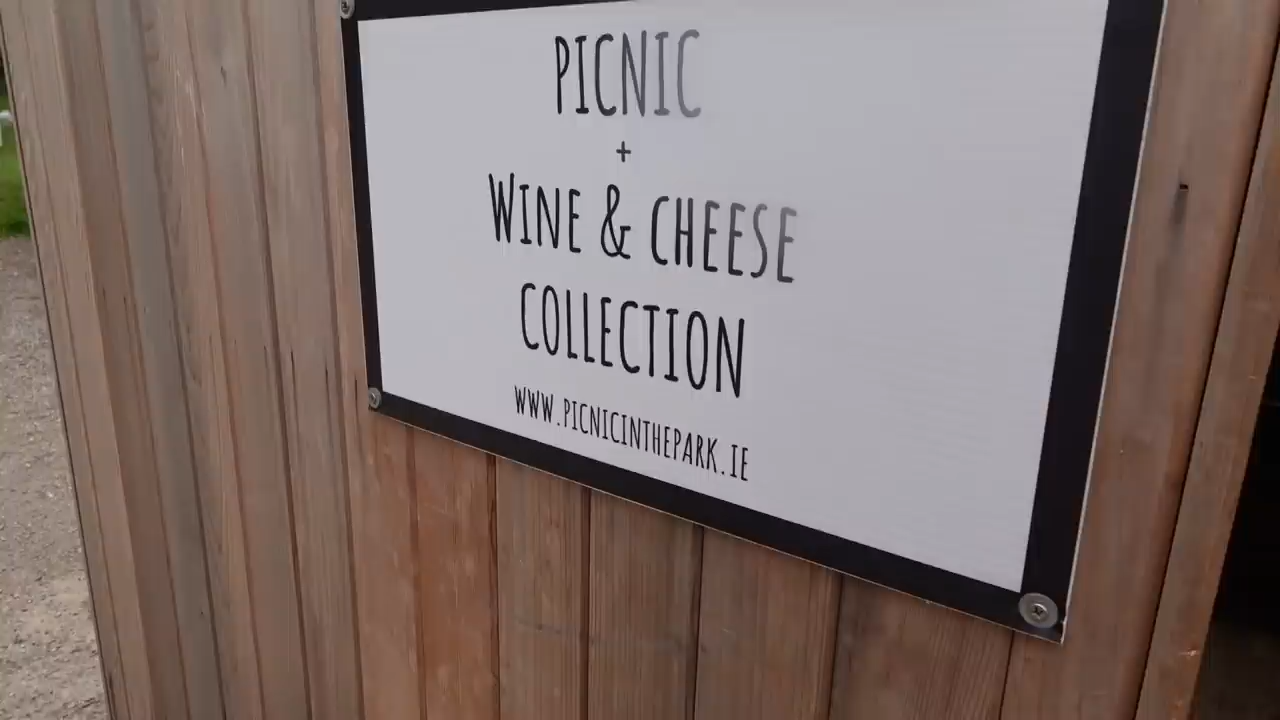 PICNIC
+
WINE & CHEESE
COLLECTION
WWW.PICNICINTHEPARK.IE